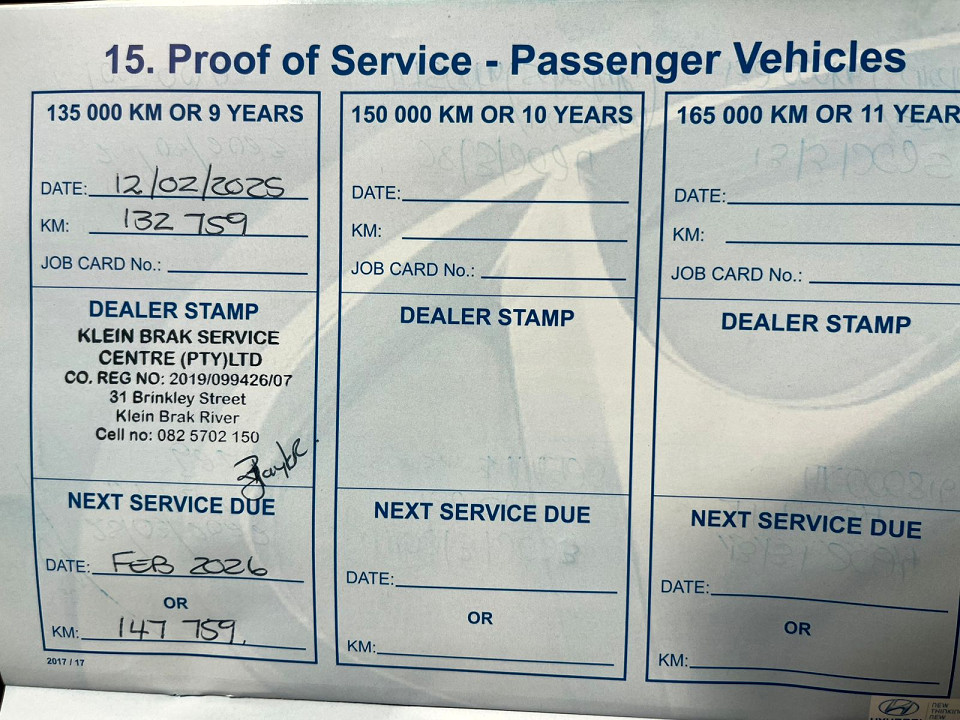 15. Proof of Service - Passenger Vehicles
135 000 KM OR 9 YEARS
DATE: 12/02/2025
KM: 132 759
JOB CARD No.:
DEALER STAMP
KLEIN BRAK SERVICE
CENTRE (PTY)LTD
CO. REG NO: 2019/099426/07
31 Brinkley Street
Klein Brak River
Cell no: 082 5702 150
NEXT SERVICE DUE
DATE: FEB 2026
OR
KM: 147 759
2017 / 17
150 000 KM OR 10 YEARS
DATE:
KM:
JOB CARD No.:
DEALER STAMP
NEXT SERVICE DUE
DATE:
OR
KM:
165 000 KM OR 11 YEAR
DATE:
KM:
JOB CARD No.:
DEALER STAMP
NEXT SERVICE DUE
DATE:
OR
KM:
NEW
THINKING
NEW